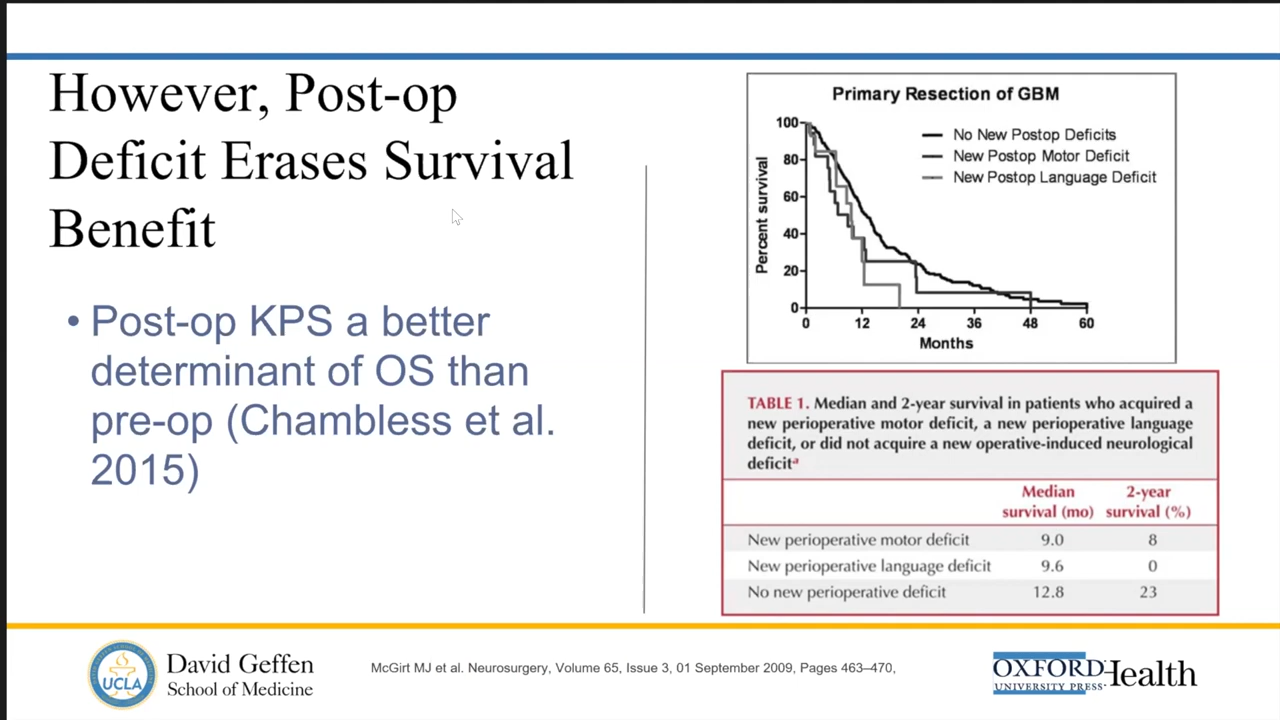 However, Post-op
Deficit Erases Survival
Benefit
• Post-op KPS a better
determinant of OS than
pre-op (Chambless et al.
2015)
Primary Resection of GBM
Percent survival
100
80
60
40
20
0
No New Postop Deficits
New Postop Motor Deficit
New Postop Language Deficit
0 12 24 36 48 60
Months
TABLE 1. Median and 2-year survival in patients who acquired a
new perioperative motor deficit, a new perioperative language
deficit, or did not acquire a new operative-induced neurological
deficitᵃ
Median 2-year
survival (mo) survival (%)
New perioperative motor deficit 9.0 8
New perioperative language deficit 9.6 0
No new perioperative deficit 12.8 23
UCLA
David Geffen
School of Medicine
McGirt MJ et al. Neurosurgery, Volume 65, Issue 3, 01 September 2009, Pages 463–470,
OXFORD
UNIVERSITY PRESS
Health